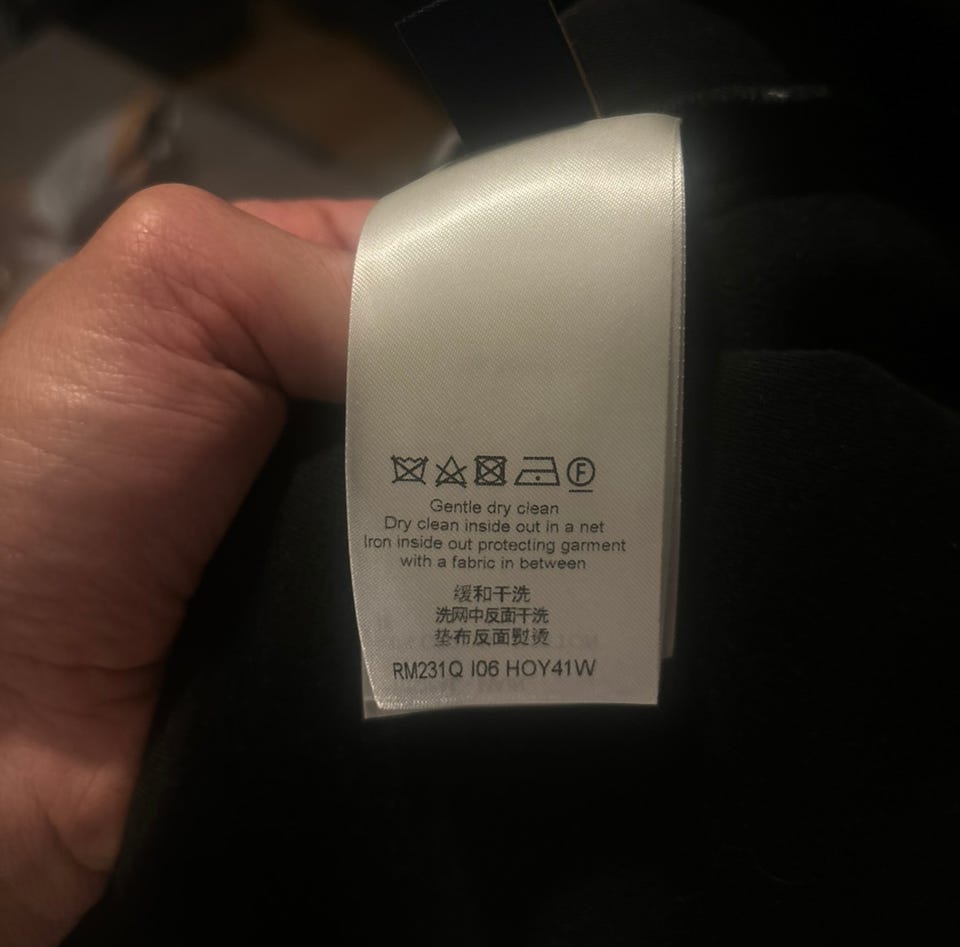 F
Gentle dry clean
Dry clean inside out in a net
Iron inside out protecting garment
with a fabric in between
缓和干洗
洗网中反面干洗
垫布反面熨烫
RM231Q I06 HOY41W